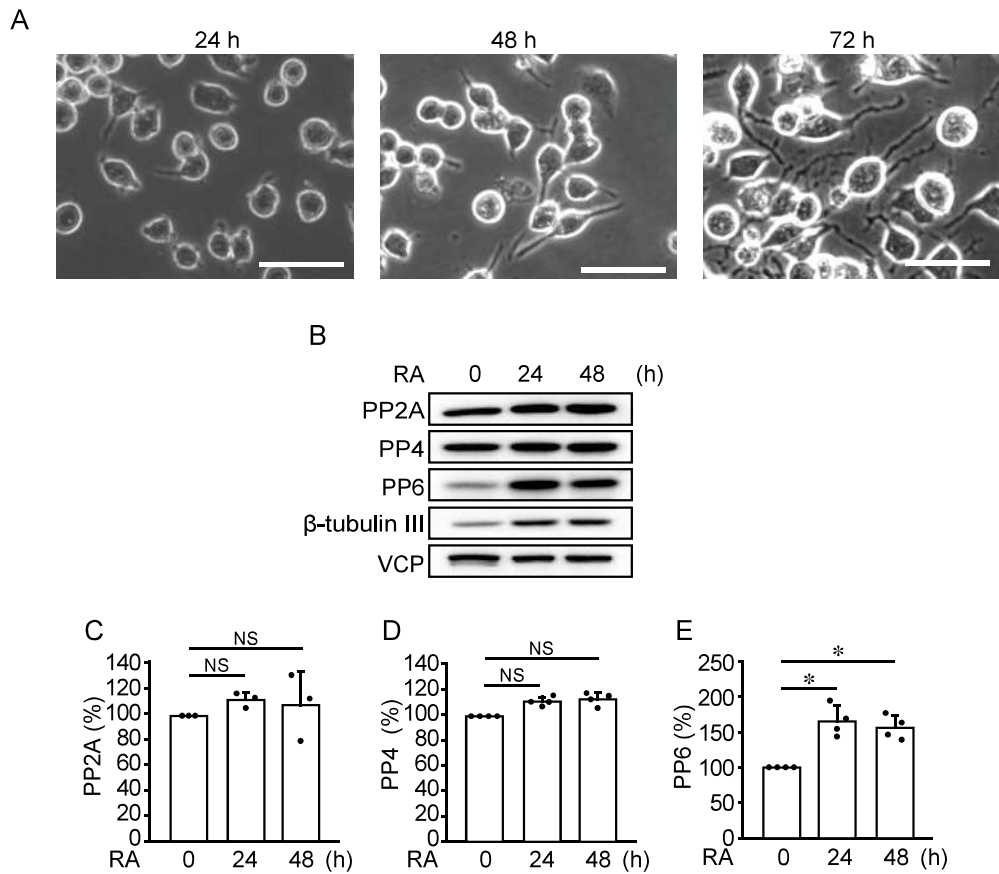 A
24 h 48 h 72 h
B
RA 0 24 48 (h)
PP2A
PP4
PP6
β-tubulin III
VCP
C
NS
NS
PP2A (%)
140
120
100
80
60
40
20
0
RA 0 24 48 (h)
D
NS
NS
PP4 (%)
140
120
100
80
60
40
20
0
RA 0 24 48 (h)
E
*
*
PP6 (%)
250
200
150
100
50
0
RA 0 24 48 (h)